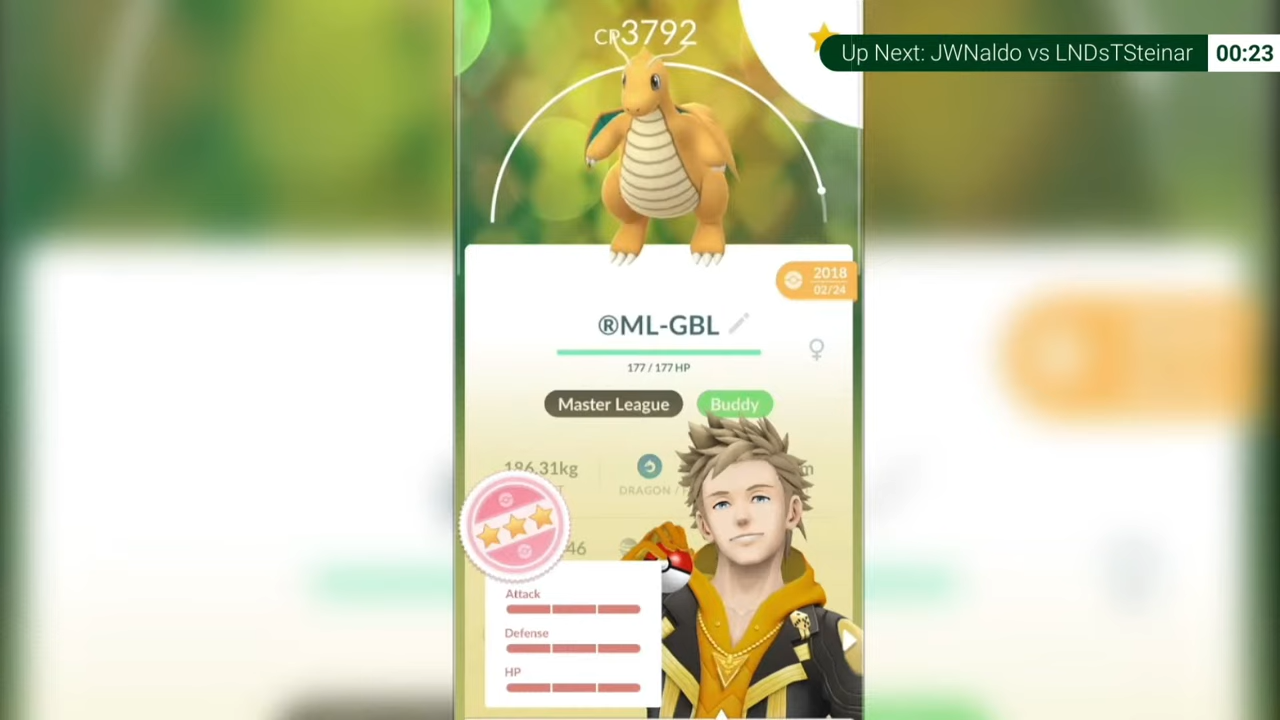 CP3792
Up Next: JWNaldo vs LNDsTSteinar 00:23
2018
02/24
®ML-GBL
177 / 177 HP
Master League
Buddy
186.31kg
m
DRAGON /
46
Attack
Defense
HP